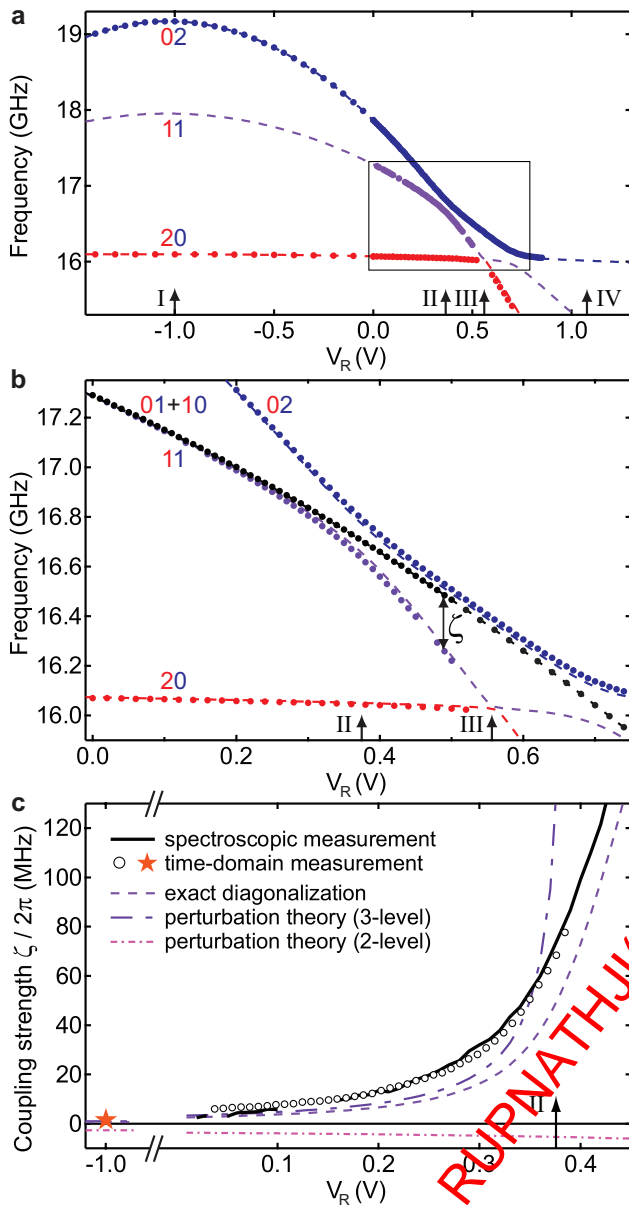 a
19
18
17
16
Frequency (GHz)
02
11
20
I
II
III
IV
-1.0
-0.5
0.0
0.5
1.0
V_R (V)
b
17.2
17.0
16.8
16.6
16.4
16.2
16.0
Frequency (GHz)
01+10
02
11
ζ
20
II
III
0.0
0.2
0.4
0.6
V_R (V)
c
120
100
80
60
40
20
0
Coupling strength ζ / 2π (MHz)
spectroscopic measurement
time-domain measurement
exact diagonalization
perturbation theory (3-level)
perturbation theory (2-level)
RUPNATHJI
II
-1.0
0.1
0.2
0.3
0.4
V_R (V)